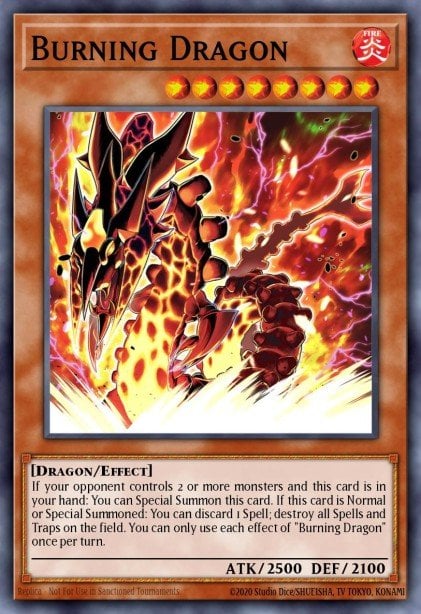 BURNING DRAGON
FIRE
炎
[DRAGON/EFFECT]
If your opponent controls 2 or more monsters and this card is in
your hand: You can Special Summon this card. If this card is Normal
or Special Summoned: You can discard 1 Spell; destroy all Spells and
Traps on the field. You can only use each effect of "Burning Dragon"
once per turn.
ATK/2500 DEF/2100
Replica - Not For Use in Sanctioned Tournaments
©2020 Studio Dice/SHUEISHA, TV TOKYO, KONAMI